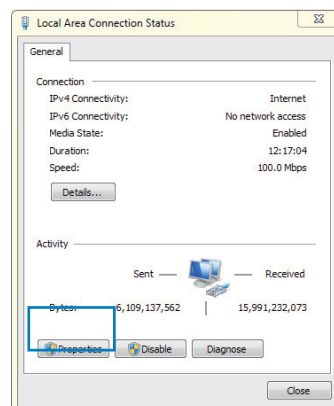 Local Area Connection Status
General
Connection
IPv4 Connectivity: Internet
IPv6 Connectivity: No network access
Media State: Enabled
Duration: 12:17:04
Speed: 100.0 Mbps
Details...
Activity
Sent — — Received
Bytes: 6,109,137,562 | 15,991,232,073
Properties Disable Diagnose
Close